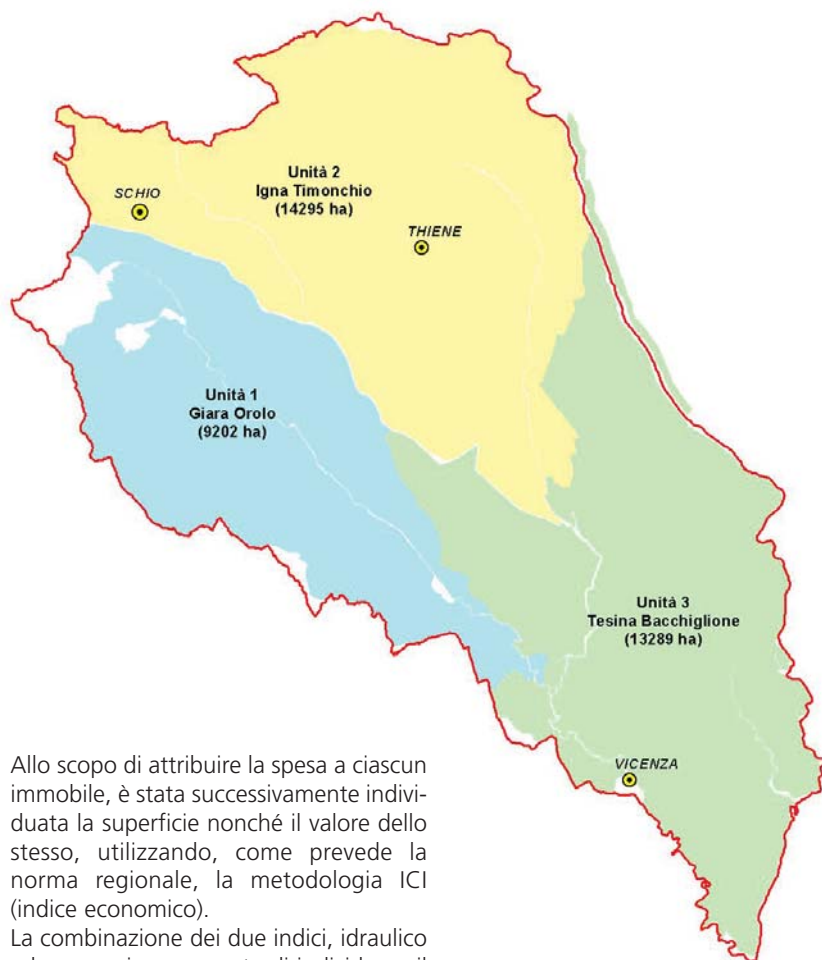 Unità 2
Igna Timonchio
(14295 ha)
SCHIO
THIENE
Unità 1
Giara Orolo
(9202 ha)
Unità 3
Tesina Bacchiglione
(13289 ha)
VICENZA
Allo scopo di attribuire la spesa a ciascun
immobile, è stata successivamente indivi-
duata la superficie nonché il valore dello
stesso, utilizzando, come prevede la
norma regionale, la metodologia ICI
(indice economico).
La combinazione dei due indici, idraulico